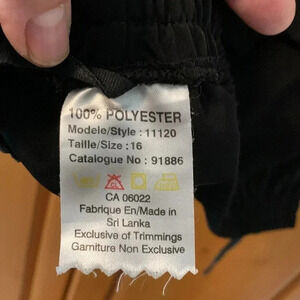 100% POLYESTER
Modele/Style : 11120
Taille/Size : 16
Catalogue No : 91886
CA 06022
Fabrique En/Made in
Sri Lanka
Exclusive of Trimmings
Garniture Non Exclusive